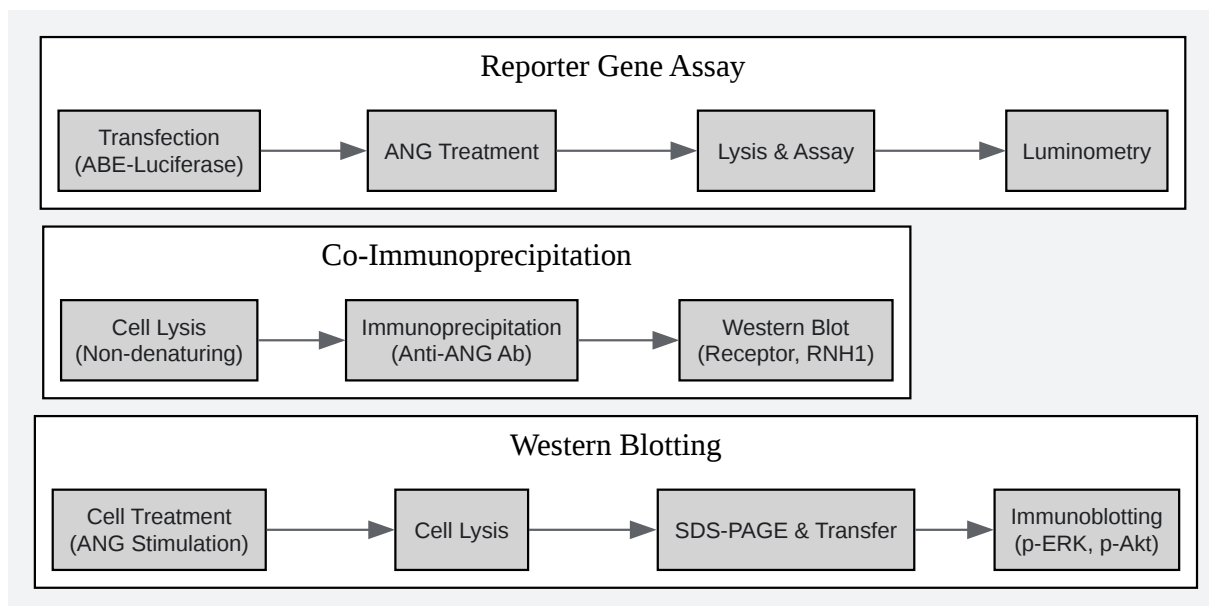 Reporter Gene Assay
Transfection
(ABE-Luciferase)
ANG Treatment
Lysis & Assay
Luminometry
Co-Immunoprecipitation
Cell Lysis
(Non-denaturing)
Immunoprecipitation
(Anti-ANG Ab)
Western Blot
(Receptor, RNH1)
Western Blotting
Cell Treatment
(ANG Stimulation)
Cell Lysis
SDS-PAGE & Transfer
Immunoblotting
(p-ERK, p-Akt)